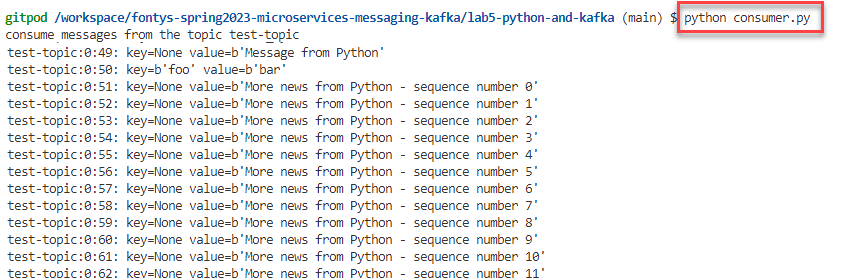 gitpod /workspace/fontys-spring2023-microservices-messaging-kafka/lab5-python-and-kafka (main) $ python consumer.py
consume messages from the topic test-topic
test-topic:0:49: key=None value=b'Message from Python'
test-topic:0:50: key=b'foo' value=b'bar'
test-topic:0:51: key=None value=b'More news from Python - sequence number 0'
test-topic:0:52: key=None value=b'More news from Python - sequence number 1'
test-topic:0:53: key=None value=b'More news from Python - sequence number 2'
test-topic:0:54: key=None value=b'More news from Python - sequence number 3'
test-topic:0:55: key=None value=b'More news from Python - sequence number 4'
test-topic:0:56: key=None value=b'More news from Python - sequence number 5'
test-topic:0:57: key=None value=b'More news from Python - sequence number 6'
test-topic:0:58: key=None value=b'More news from Python - sequence number 7'
test-topic:0:59: key=None value=b'More news from Python - sequence number 8'
test-topic:0:60: key=None value=b'More news from Python - sequence number 9'
test-topic:0:61: key=None value=b'More news from Python - sequence number 10'
test-topic:0:62: key=None value=b'More news from Python - sequence number 11'